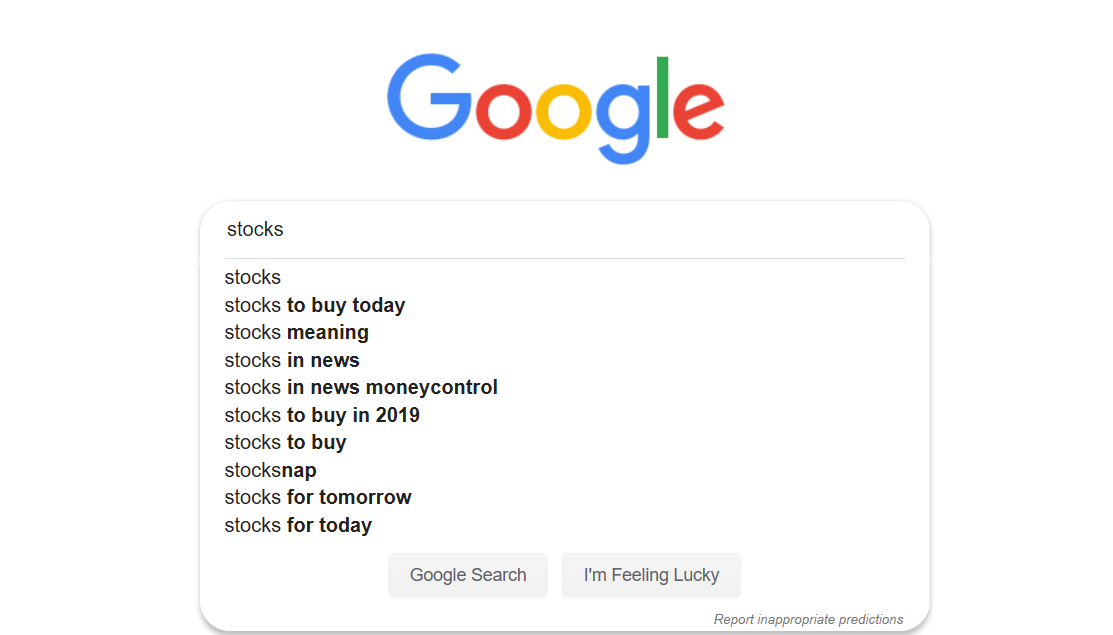 Google
stocks
stocks
stocks to buy today
stocks meaning
stocks in news
stocks in news moneycontrol
stocks to buy in 2019
stocks to buy
stocksnap
stocks for tomorrow
stocks for today
Google Search I'm Feeling Lucky
Report inappropriate predictions